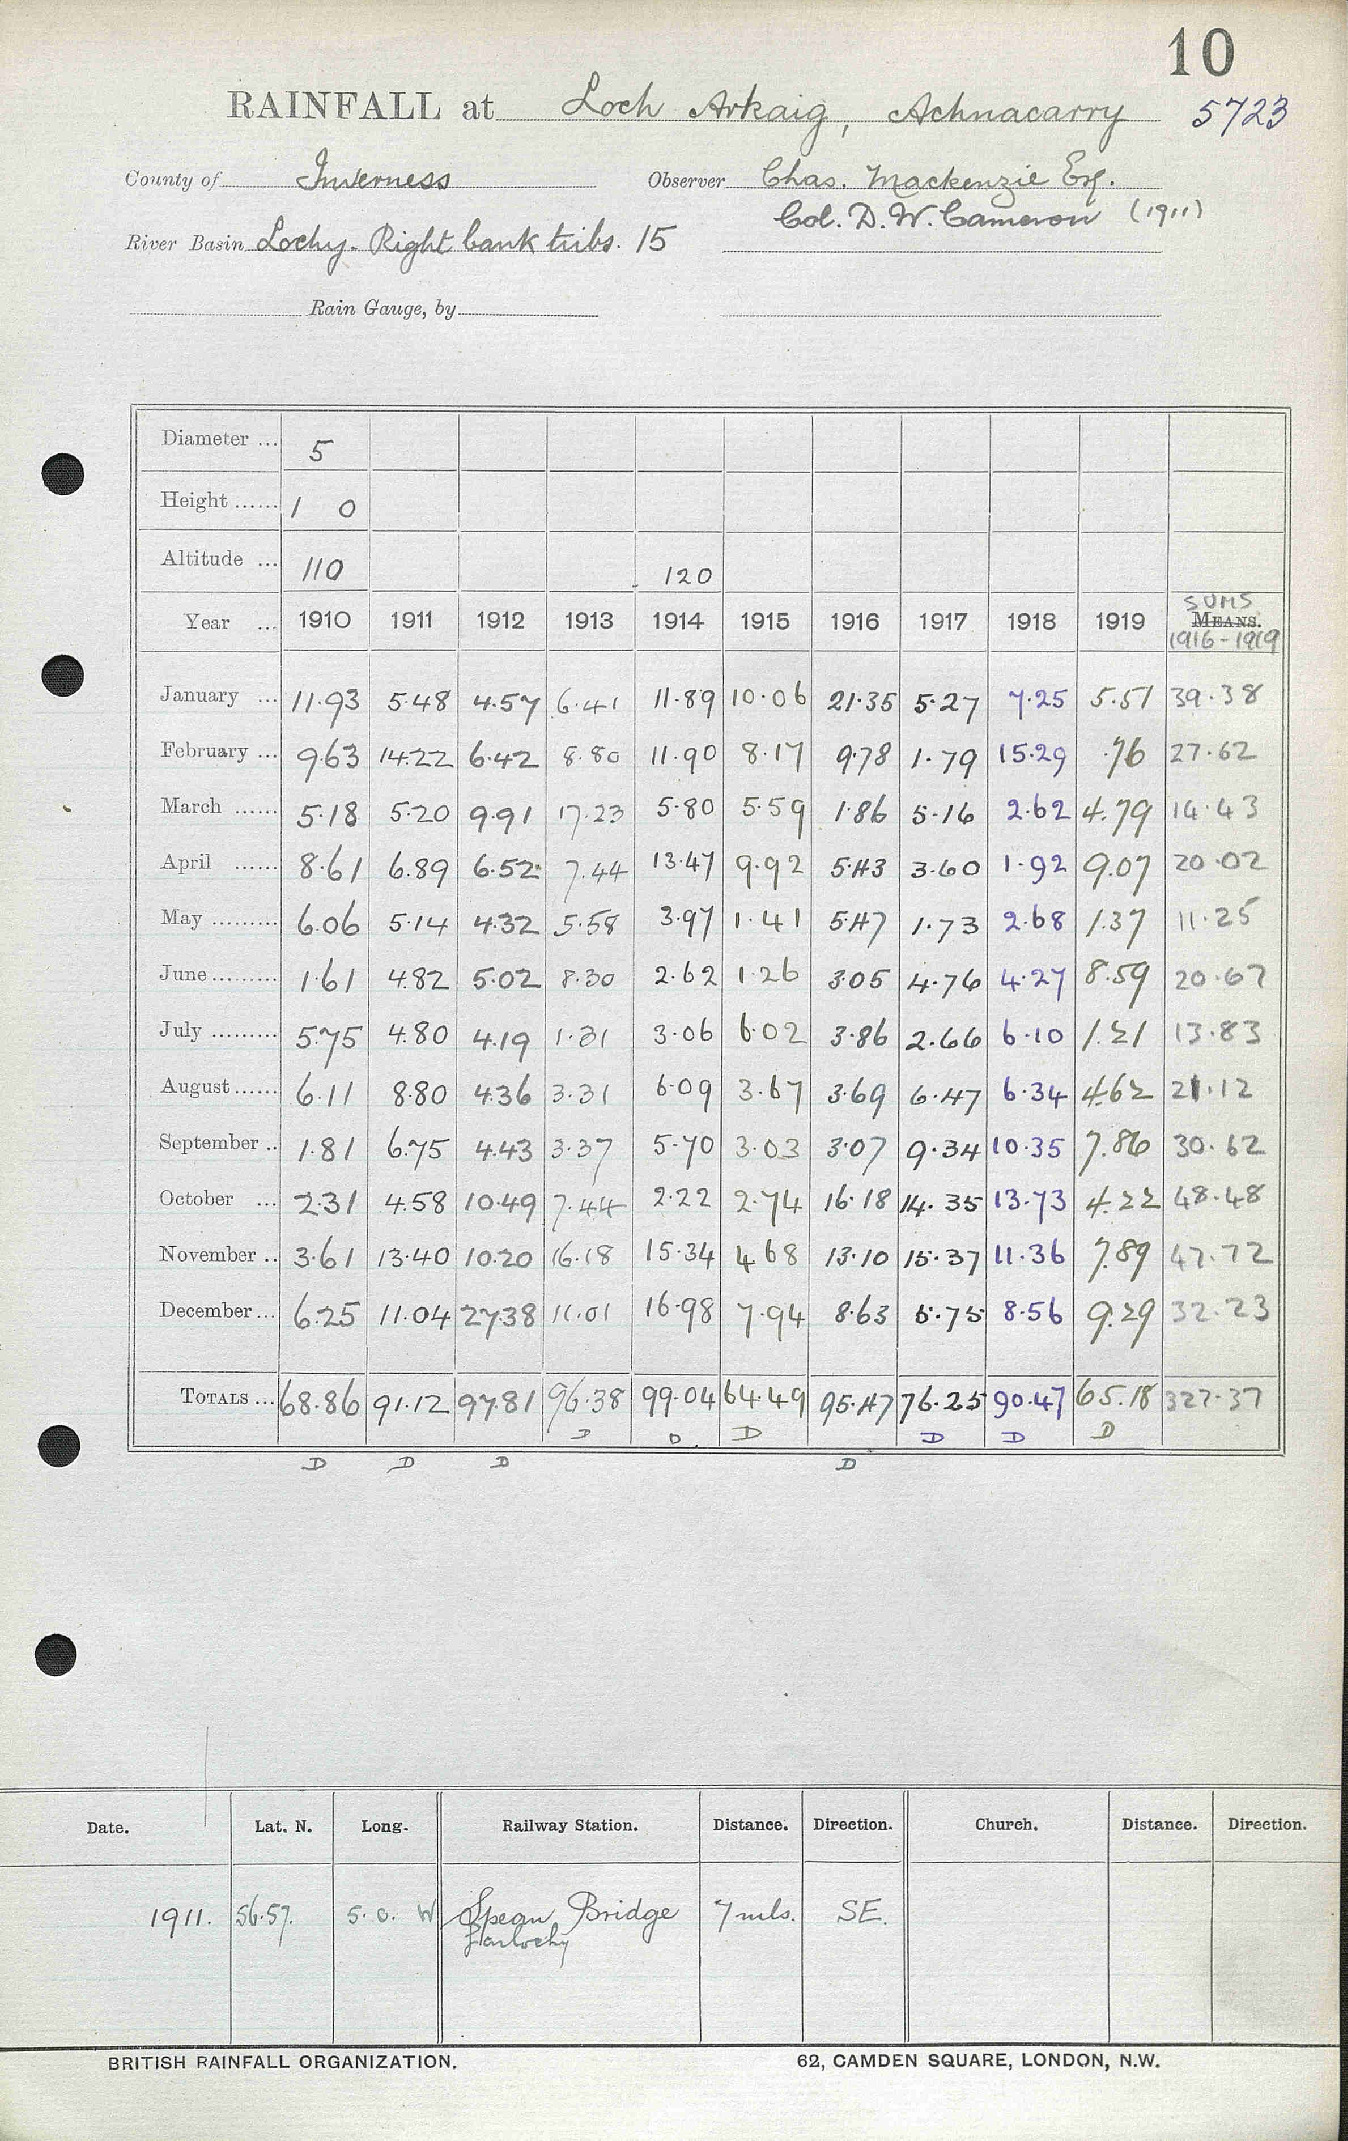 10
RAINFALL at Loch Arkaig, Achnacarry 5723
County of Inverness Observer Chas. Mackenzie Esq.
Col. D. W. Cameron (1911)
River Basin Lochy. Right bank tribs. 15
Rain Gauge, by
Diameter ... 5
Height ...... 1 0
Altitude ... 110 120
Year ... 1910 1911 1912 1913 1914 1915 1916 1917 1918 1919 SUMS MEANS. 1916-1919
January ... 11.93 5.48 4.57 6.41 11.89 10.06 21.35 5.27 7.25 5.51 39.38
February ... 9.63 14.22 6.42 8.80 11.90 8.17 9.78 1.79 15.29 .76 27.62
March ...... 5.18 5.20 9.91 17.23 5.80 5.59 1.86 5.16 2.62 4.79 14.43
April ...... 8.61 6.89 6.52 7.44 13.47 9.92 5.43 3.60 1.92 9.07 20.02
May ......... 6.06 5.14 4.32 5.58 3.97 1.41 5.47 1.73 2.68 1.37 11.25
June ......... 1.61 4.82 5.02 8.30 2.62 1.26 3.05 4.76 4.27 8.59 20.67
July ......... 5.75 4.80 4.19 1.31 3.06 6.02 3.86 2.66 6.10 1.21 13.83
August ...... 6.11 8.80 4.36 3.31 6.09 3.67 3.69 6.47 6.34 4.62 21.12
September .. 1.81 6.75 4.43 3.37 5.70 3.03 3.07 9.34 10.35 7.86 30.62
October ... 2.31 4.58 10.49 7.44 2.22 2.74 16.18 14.35 13.73 4.22 48.48
November .. 3.61 13.40 10.20 16.18 15.34 4.68 13.10 15.37 11.36 7.89 47.72
December ... 6.25 11.04 27.38 11.01 16.98 7.94 8.63 5.75 8.56 9.29 32.23
TOTALS ... 68.86 91.12 97.81 96.38 99.04 64.49 95.47 76.25 90.47 65.18 327.37
D D D D D D
D D D D
Date. Lat. N. Long. Railway Station. Distance. Direction. Church. Distance. Direction.
1911. 56.57. 5. 0. W Spean Bridge 7 mls. SE.
BRITISH RAINFALL ORGANIZATION. 62, CAMDEN SQUARE, LONDON, N.W.